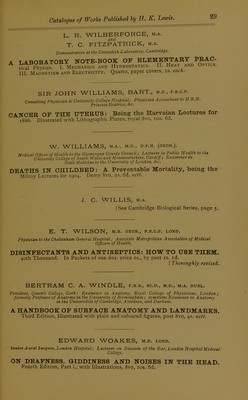 Catalogue of Works Published by H. K. Lewis. 29
L. R. WILBERFORCE, M.A.
AND
T. C. FITZPATRICK, M.A.
Demonstrators at the Cavendish Laboratory, Cambridge.
A LABORATORY NOTE-BOOK OF ELEMENTARY PRAC-
tical Physics. I. Mechanics and Hydrostatics. II. Heat and Optics.
III. Magnetism and Electricity. Quarto, paper covers, 1s. each.
SIR JOHN WILLIAMS, BART., M.D., F.R.C.P.
Consulting Physician to University College Hospital; Physician Accoucheur to H.R.H.
Princess Beatrice, &c.
CANCER OF THE UTERUS: Being the Harveian Lectures for
1886. Illustrated with Lithographic Plates, royal 8vo, 10s. 6d.
W. WILLIAMS, M.A., M.D., D.P.H. (OXON.).
Medical Officer of Health to the Glamorgan County Council; Lecturer in Public Health to the
University College of South Wales and Monmouthshire, Cardiff; Examiner in
State Medicine to the University of London, &c.
DEATHS IN CHILDBED: A Preventable Mortality, being the
Milroy Lectures for 1904. Demy 8vo, 2s. 6d. nett.
J. C. WILLIS, M.A.
[See Cambridge Biological Series, page 5.
E. T. WILSON, M.B. OXON., F.R.C.P. LOND.
Physician to the Cheltenham General Hospital; Associate Metropolitan Association of Medical
Officers of Health.
DISINFECTANTS AND ANTISEPTICS: HOW TO USE THEM.
40th Thousand. In Packets of one doz. price 1s., by post 1s. 1d.
[Thoroughly revised.
BERTRAM C. A. WINDLE, F.R.S., SC.D., M.D., M.A. DUBL.
President, Queen's College, Cork; Examiner in Anatomy, Royal College of Physicians, London;
formerly Professor of Anatomy in the University of Birmingham; sometime Examiner in Anatomy
in the Universities of Cambridge, Aberdeen, and Durham.
A HANDBOOK OF SURFACE ANATOMY AND LANDMARKS.
Third Edition, Illustrated with plain and coloured figures, post 8vo, 4s. nett.
EDWARD WOAKES, M.D. LOND.
Senior Aural Surgeon, London Hospital; Lecturer on Diseases of the Ear, London Hospital Medical
College.
ON DEAFNESS, GIDDINESS AND NOISES IN THE HEAD.
Fourth Edition, Part I., with Illustrations, 8vo, 10s. 6d.